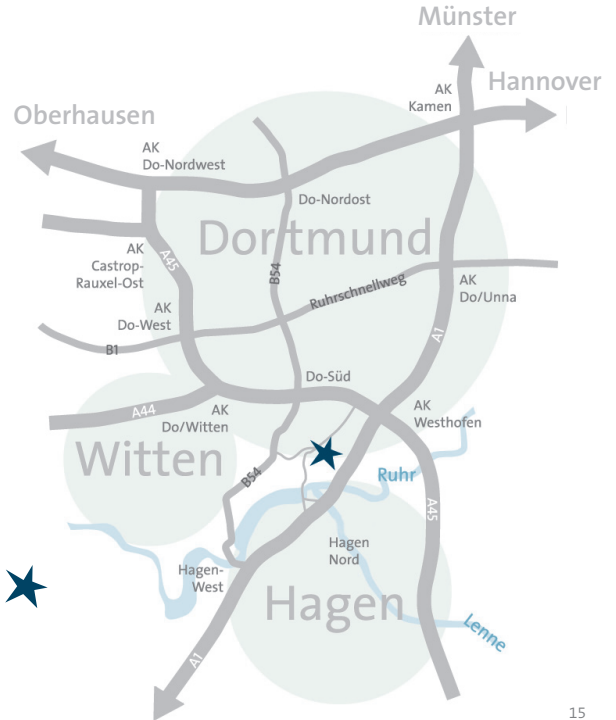 Münster
Hannover
AK
Kamen
Oberhausen
AK
Do-Nordwest
Do-Nordost
Dortmund
AK
Castrop-
Rauxel-Ost
A45
B54
Ruhrschnellweg
AK
Do/Unna
AK
Do-West
B1
A1
Do-Süd
A44
AK
Do/Witten
AK
Westhofen
Witten
B54
Ruhr
A45
Hagen
Nord
Hagen-
West
Hagen
Lenne
A1
15